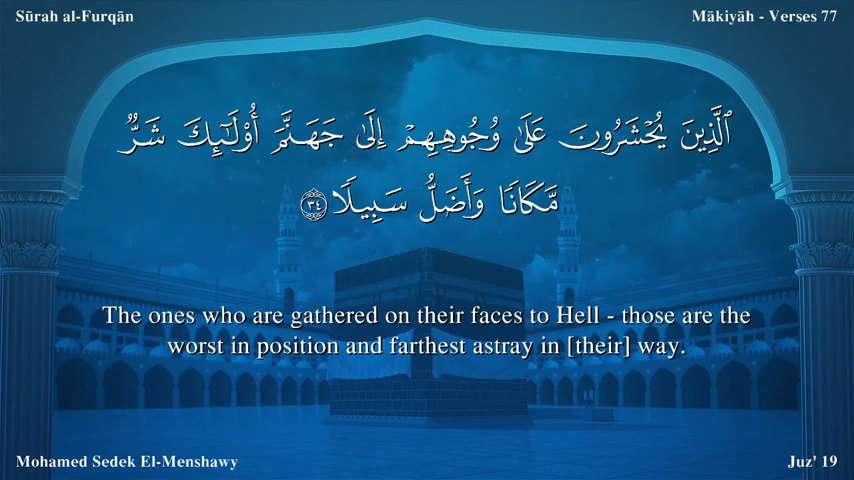 Sūrah al-Furqān
Mākiyāh - Verses 77
ٱلَّذِينَ يُحْشَرُونَ عَلَىٰ وُجُوهِهِمْ إِلَىٰ جَهَنَّمَ أُو۟لَـٰٓئِكَ شَرٌّ
مَّكَانًا وَأَضَلُّ سَبِيلًا ٣٤
The ones who are gathered on their faces to Hell - those are the
worst in position and farthest astray in [their] way.
Mohamed Sedek El-Menshawy
Juz' 19